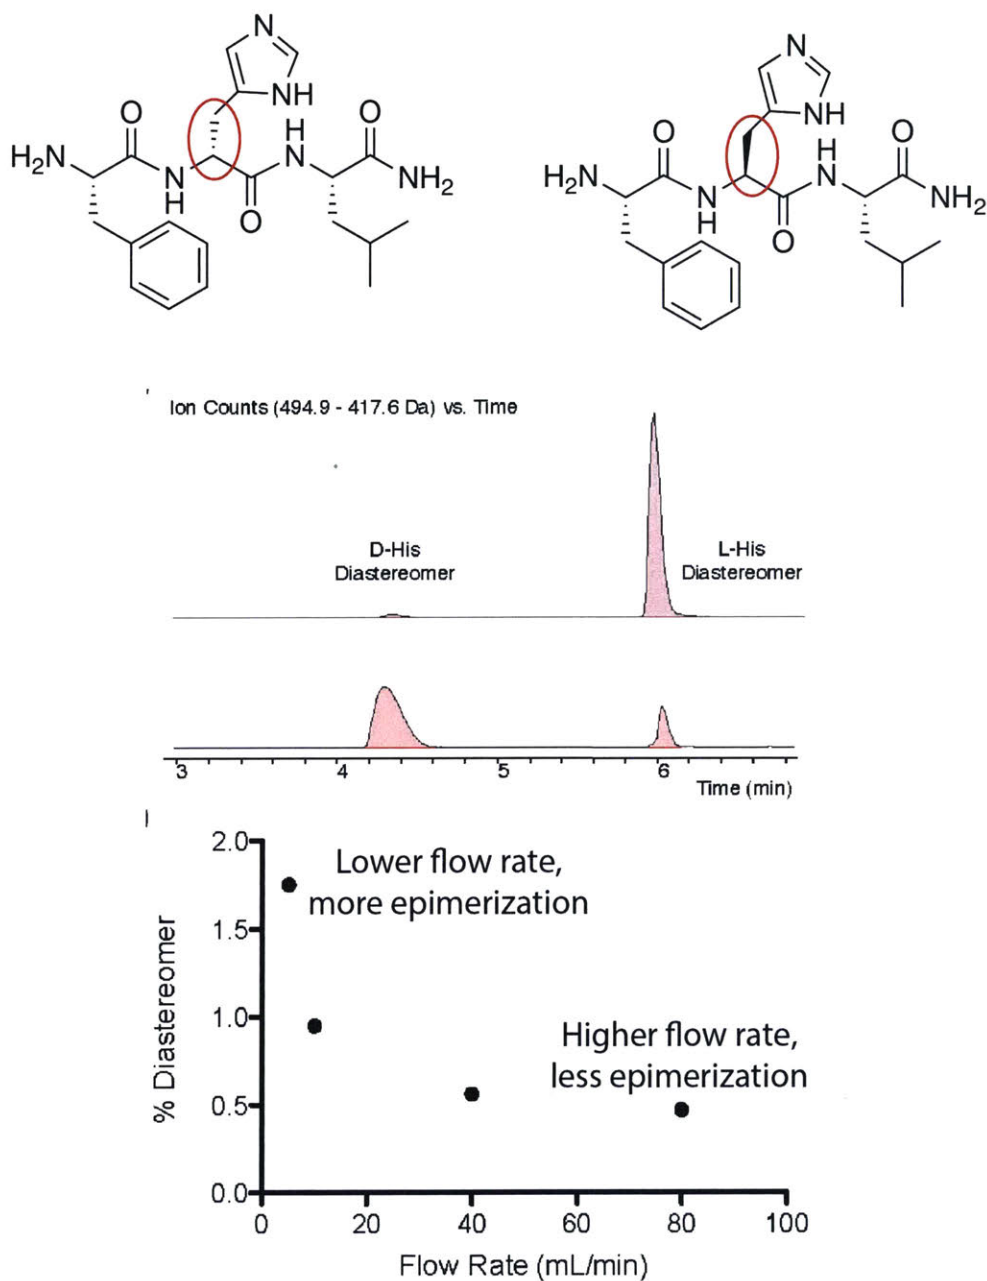 N
NH
O
H
N
O
H2N
N
H
O
NH2
N
NH
O
H
N
O
H2N
N
H
O
NH2
Ion Counts (494.9 - 417.6 Da) vs. Time
D-His
Diastereomer
L-His
Diastereomer
3 4 5 6
Time (min)
2.0
1.5
1.0
0.5
0.0
% Diastereomer
Lower flow rate,
more epimerization
Higher flow rate,
less epimerization
0 20 40 60 80 100
Flow Rate (mL/min)